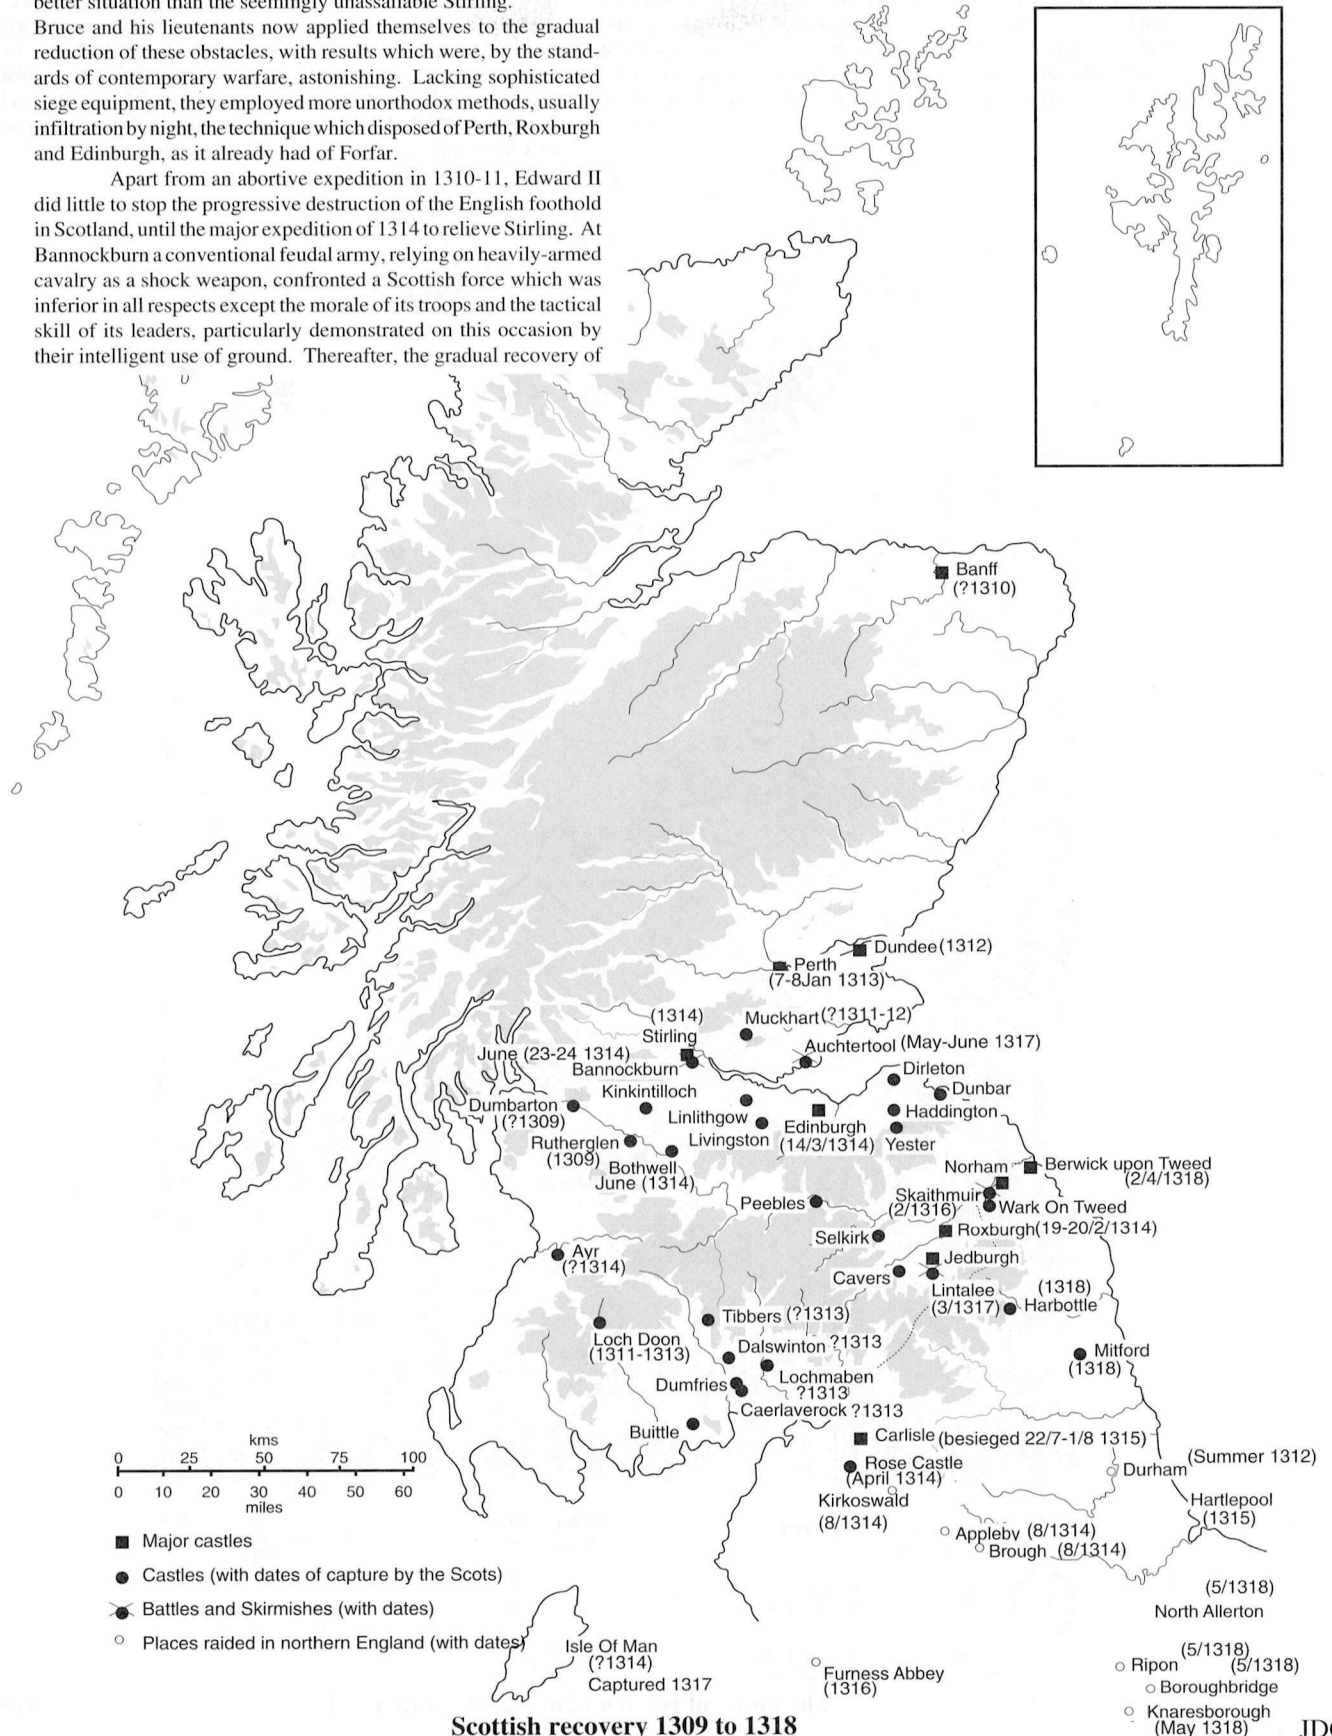 better situation than the seemingly unassailable Stirling.
Bruce and his lieutenants now applied themselves to the gradual
reduction of these obstacles, with results which were, by the stand-
ards of contemporary warfare, astonishing. Lacking sophisticated
siege equipment, they employed more unorthodox methods, usually
infiltration by night, the technique which disposed of Perth, Roxburgh
and Edinburgh, as it already had of Forfar.
Apart from an abortive expedition in 1310-11, Edward II
did little to stop the progressive destruction of the English foothold
in Scotland, until the major expedition of 1314 to relieve Stirling. At
Bannockburn a conventional feudal army, relying on heavily-armed
cavalry as a shock weapon, confronted a Scottish force which was
inferior in all respects except the morale of its troops and the tactical
skill of its leaders, particularly demonstrated on this occasion by
their intelligent use of ground. Thereafter, the gradual recovery of
Banff
(?1310)
Dundee (1312)
Perth
(7-8Jan 1313)
(1314)
Stirling
Muckhart (?1311-12)
Auchtertool (May-June 1317)
June (23-24 1314)
Bannockburn
Dirleton
Dunbar
Kinkintilloch
Dumbarton
(?1309)
Linlithgow
Haddington
Livingston
Edinburgh
(14/3/1314)
Yester
Rutherglen
(1309)
Bothwell
June (1314)
Norham
Berwick upon Tweed
(2/4/1318)
Skaithmuir
(2/1316)
Wark On Tweed
Peebles
Roxburgh(19-20/2/1314)
Selkirk
Jedburgh
Ayr
(?1314)
Cavers
Lintalee
(3/1317)
(1318)
Harbottle
Tibbers (?1313)
Loch Doon
(1311-1313)
Dalswinton ?1313
Mitford
(1318)
Lochmaben
?1313
Dumfries
Caerlaverock ?1313
Buittle
Carlisle (besieged 22/7-1/8 1315)
Rose Castle
(April 1314)
Durham (Summer 1312)
Kirkoswald
(8/1314)
Hartlepool
(1315)
Appleby (8/1314)
Brough (8/1314)
kms
0 25 50 75 100
0 10 20 30 40 50 60
miles
Major castles
Castles (with dates of capture by the Scots)
Battles and Skirmishes (with dates)
Places raided in northern England (with dates)
(5/1318)
North Allerton
Isle Of Man
(?1314)
Captured 1317
Furness Abbey
(1316)
(5/1318)
Ripon (5/1318)
Boroughbridge
Knaresborough
(May 1318)
Scottish recovery 1309 to 1318